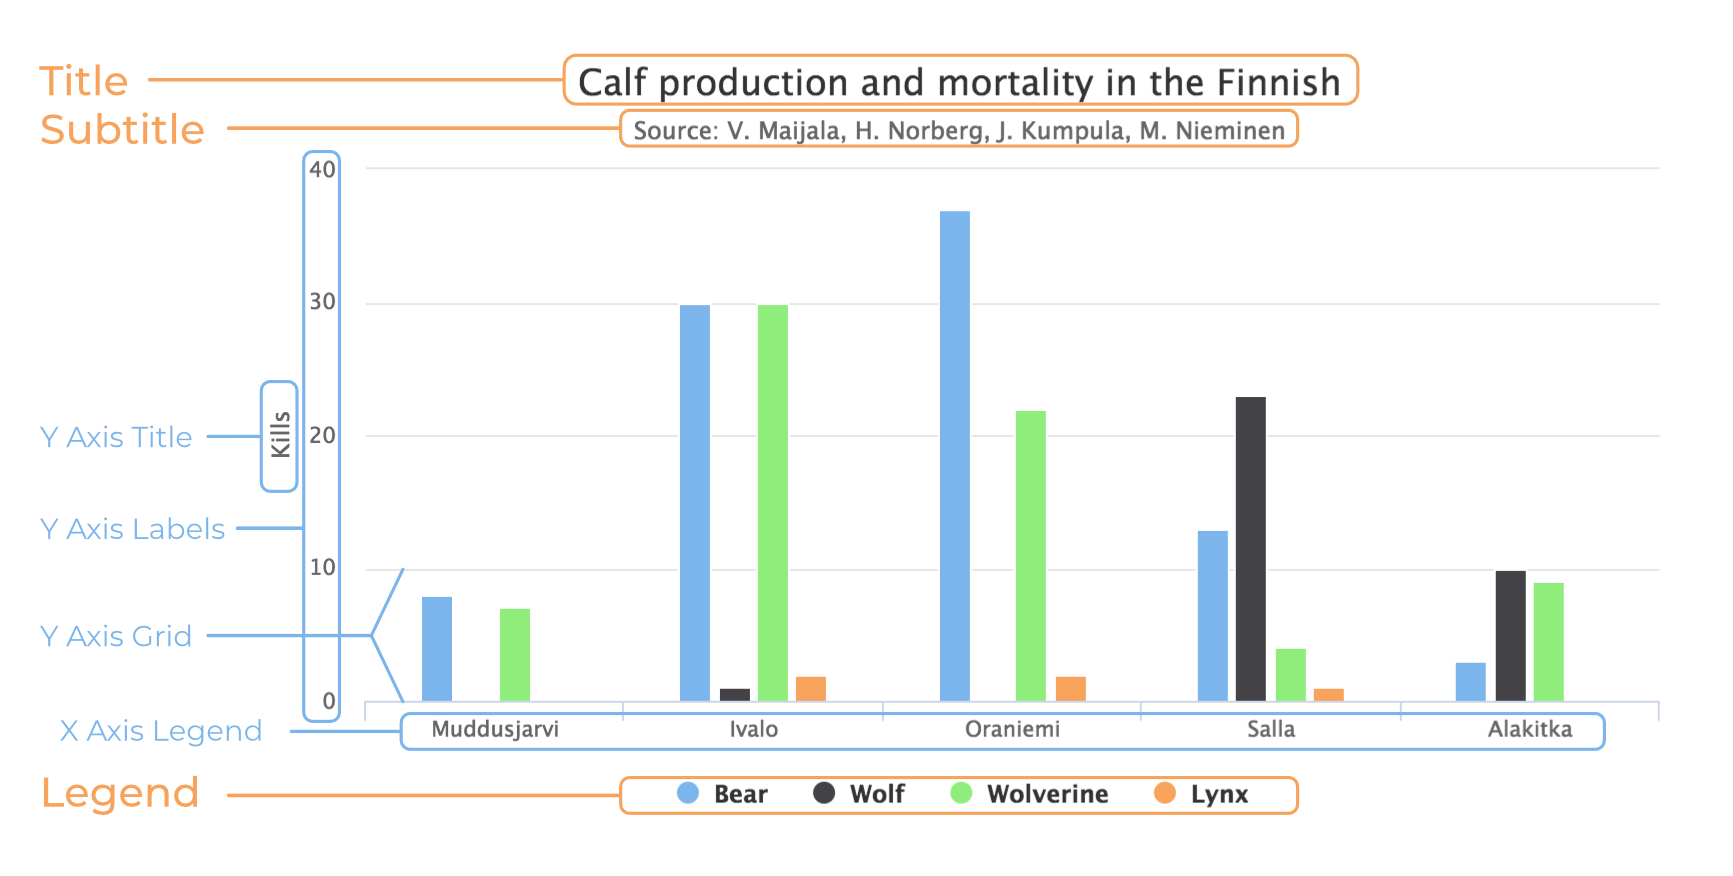 Title
Calf production and mortality in the Finnish
Subtitle
Source: V. Maijala, H. Norberg, J. Kumpula, M. Nieminen
40
30
Y Axis Title
Kills
20
Y Axis Labels
10
Y Axis Grid
0
X Axis Legend
Muddusjarvi Ivalo Oraniemi Salla Alakitka
Legend
Bear Wolf Wolverine Lynx